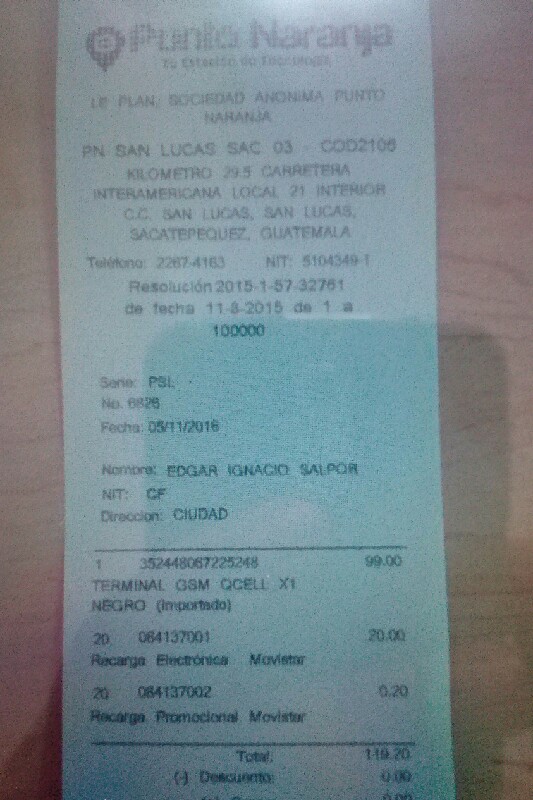 Punto Naranja
Tu Estación de Tecnología
LE PLAN, SOCIEDAD ANONIMA PUNTO
NARANJA
PN SAN LUCAS SAC 03 - COD2106
KILOMETRO 29.5 CARRETERA
INTERAMERICANA LOCAL 21 INTERIOR
C.C. SAN LUCAS, SAN LUCAS,
SACATEPEQUEZ, GUATEMALA
Teléfono: 2267-4163 NIT: 5104349-1
Resolución 2015-1-57-32761
de fecha 11-8-2015 de 1 a
100000
Serie: PSL
No. 6826
Fecha: 05/11/2016
Nombre: EDGAR IGNACIO SALPOR
NIT: CF
Direccion: CIUDAD
1 352448067225248 99.00
TERMINAL GSM QCELL X1
NEGRO (Importado)
20 064137001 20.00
Recarga Electrónica Movistar
20 064137002 0.20
Recarga Promocional Movistar
Total: 119.20
(-) Descuento: 0.00
0.00